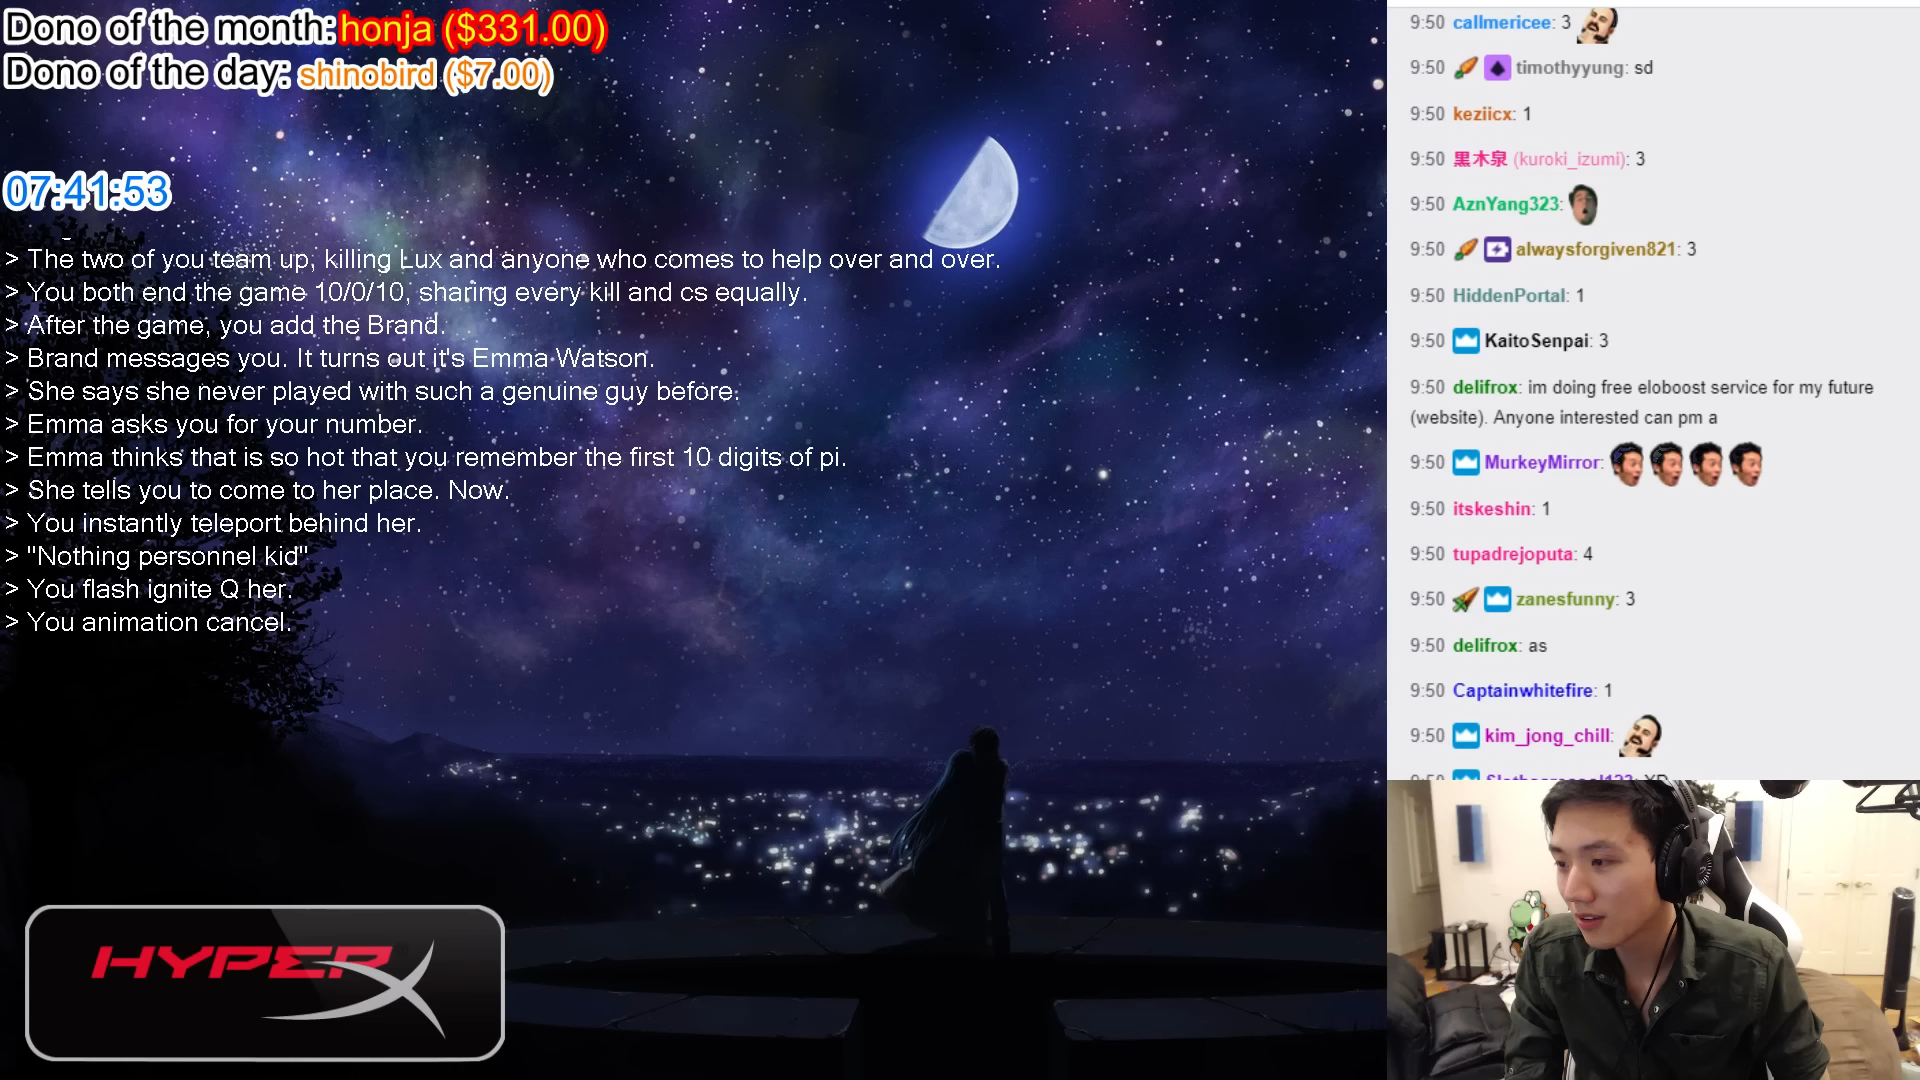 Dono of the month: honja ($331.00)
Dono of the day: shinobird ($7.00)
07:41:53
> The two of you team up, killing Lux and anyone who comes to help over and over.
> You both end the game 10/0/10, sharing every kill and cs equally.
> After the game, you add the Brand.
> Brand messages you. It turns out it's Emma Watson.
> She says she never played with such a genuine guy before.
> Emma asks you for your number.
> Emma thinks that is so hot that you remember the first 10 digits of pi.
> She tells you to come to her place. Now.
> You instantly teleport behind her.
> "Nothing personnel kid"
> You flash ignite Q her.
> You animation cancel.
HYPERX
9:50 callmericee: 3
9:50 timothyyung: sd
9:50 keziicx: 1
9:50 黒木泉 (kuroki_izumi): 3
9:50 AznYang323:
9:50 alwaysforgiven821: 3
9:50 HiddenPortal: 1
9:50 KaitoSenpai: 3
9:50 delifrox: im doing free eloboost service for my future
(website). Anyone interested can pm a
9:50 MurkeyMirror:
9:50 itskeshin: 1
9:50 tupadrejoputa: 4
9:50 zanesfunny: 3
9:50 delifrox: as
9:50 Captainwhitefire: 1
9:50 kim_jong_chill: